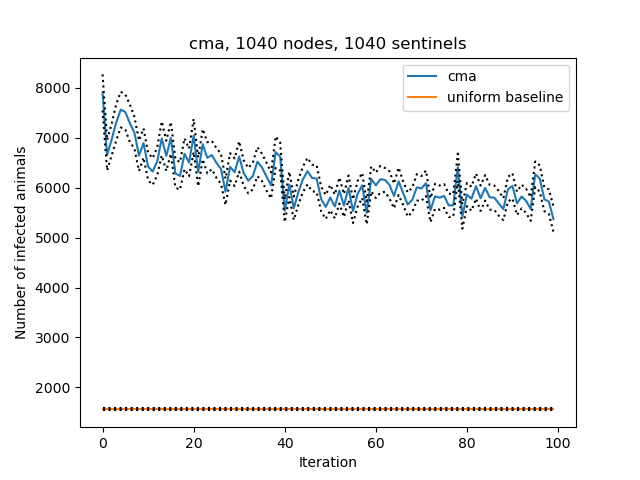 cma, 1040 nodes, 1040 sentinels
cma
uniform baseline
8000
7000
6000
5000
4000
3000
2000
Number of infected animals
0 20 40 60 80 100
Iteration